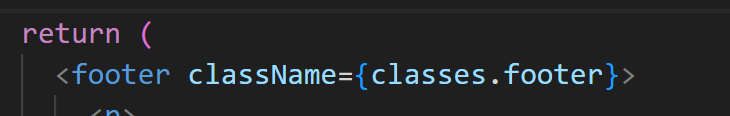 return (
<footer className={classes.footer}>
<p>